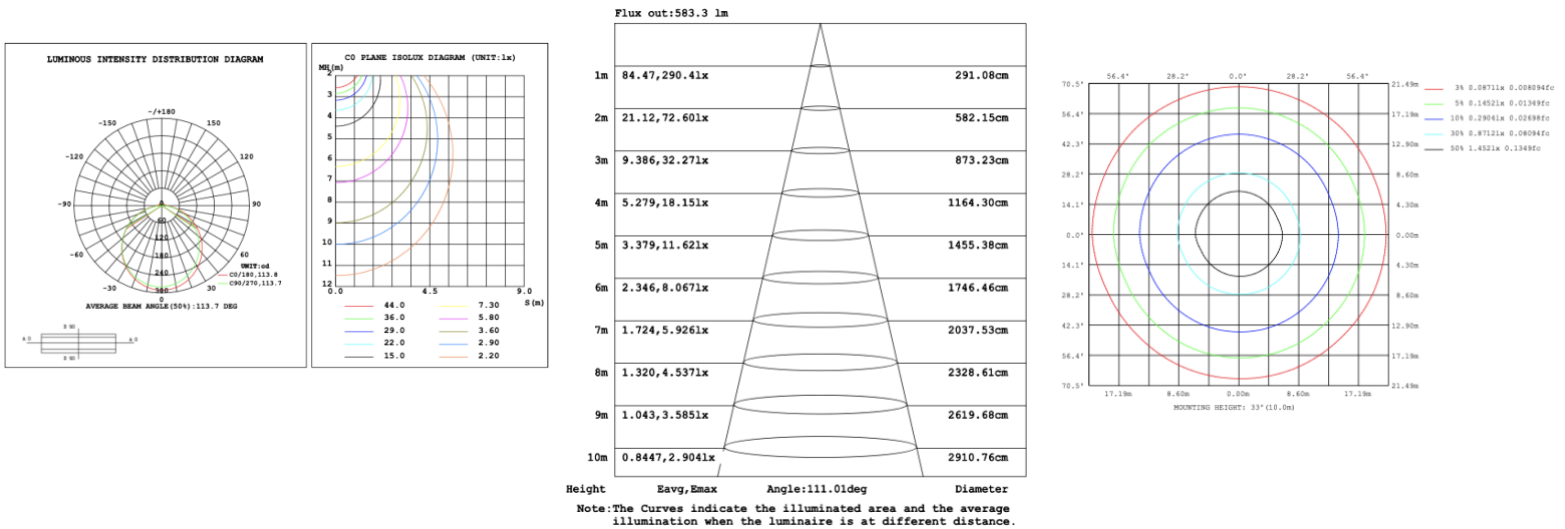 LUMINOUS INTENSITY DISTRIBUTION DIAGRAM
-/+180
-150 150
-120 120
-90 0 90
60
120
-60 180 60
240
UNIT:cd
C0/180,113.8
-30 30 C90/270,113.7
300
0
AVERAGE BEAM ANGLE(50%):113.7 DEG
C0 PLANE ISOLUX DIAGRAM (UNIT:lx)
MH(m)
2
3
4
5
6
7
8
9
10
11
12
0.0 4.5 9.0
S(m)
44.0 7.30
36.0 5.80
29.0 3.60
22.0 2.90
15.0 2.20
Flux out:583.3 lm
1m 84.47,290.4lx 291.08cm
2m 21.12,72.60lx 582.15cm
3m 9.386,32.27lx 873.23cm
4m 5.279,18.15lx 1164.30cm
5m 3.379,11.62lx 1455.38cm
6m 2.346,8.067lx 1746.46cm
7m 1.724,5.926lx 2037.53cm
8m 1.320,4.537lx 2328.61cm
9m 1.043,3.585lx 2619.68cm
10m 0.8447,2.904lx 2910.76cm
Height Eavg,Emax Angle:111.01deg Diameter
Note:The Curves indicate the illuminated area and the average
illumination when the luminaire is at different distance.
56.4' 28.2' 0.0' 28.2' 56.4'
70.5' 21.49m
56.4' 17.19m
42.3' 12.90m
28.2' 8.60m
14.1' 4.30m
0.0' 0.00m
14.1' 4.30m
28.2' 8.60m
42.3' 12.90m
56.4' 17.19m
70.5' 21.49m
17.19m 8.60m 0.00m 8.60m 17.19m
MOUNTING HEIGHT: 33'(10.0m)
3% 0.0871lx 0.008094fc
5% 0.1452lx 0.01349fc
10% 0.2904lx 0.02698fc
30% 0.8712lx 0.08094fc
50% 1.452lx 0.1349fc